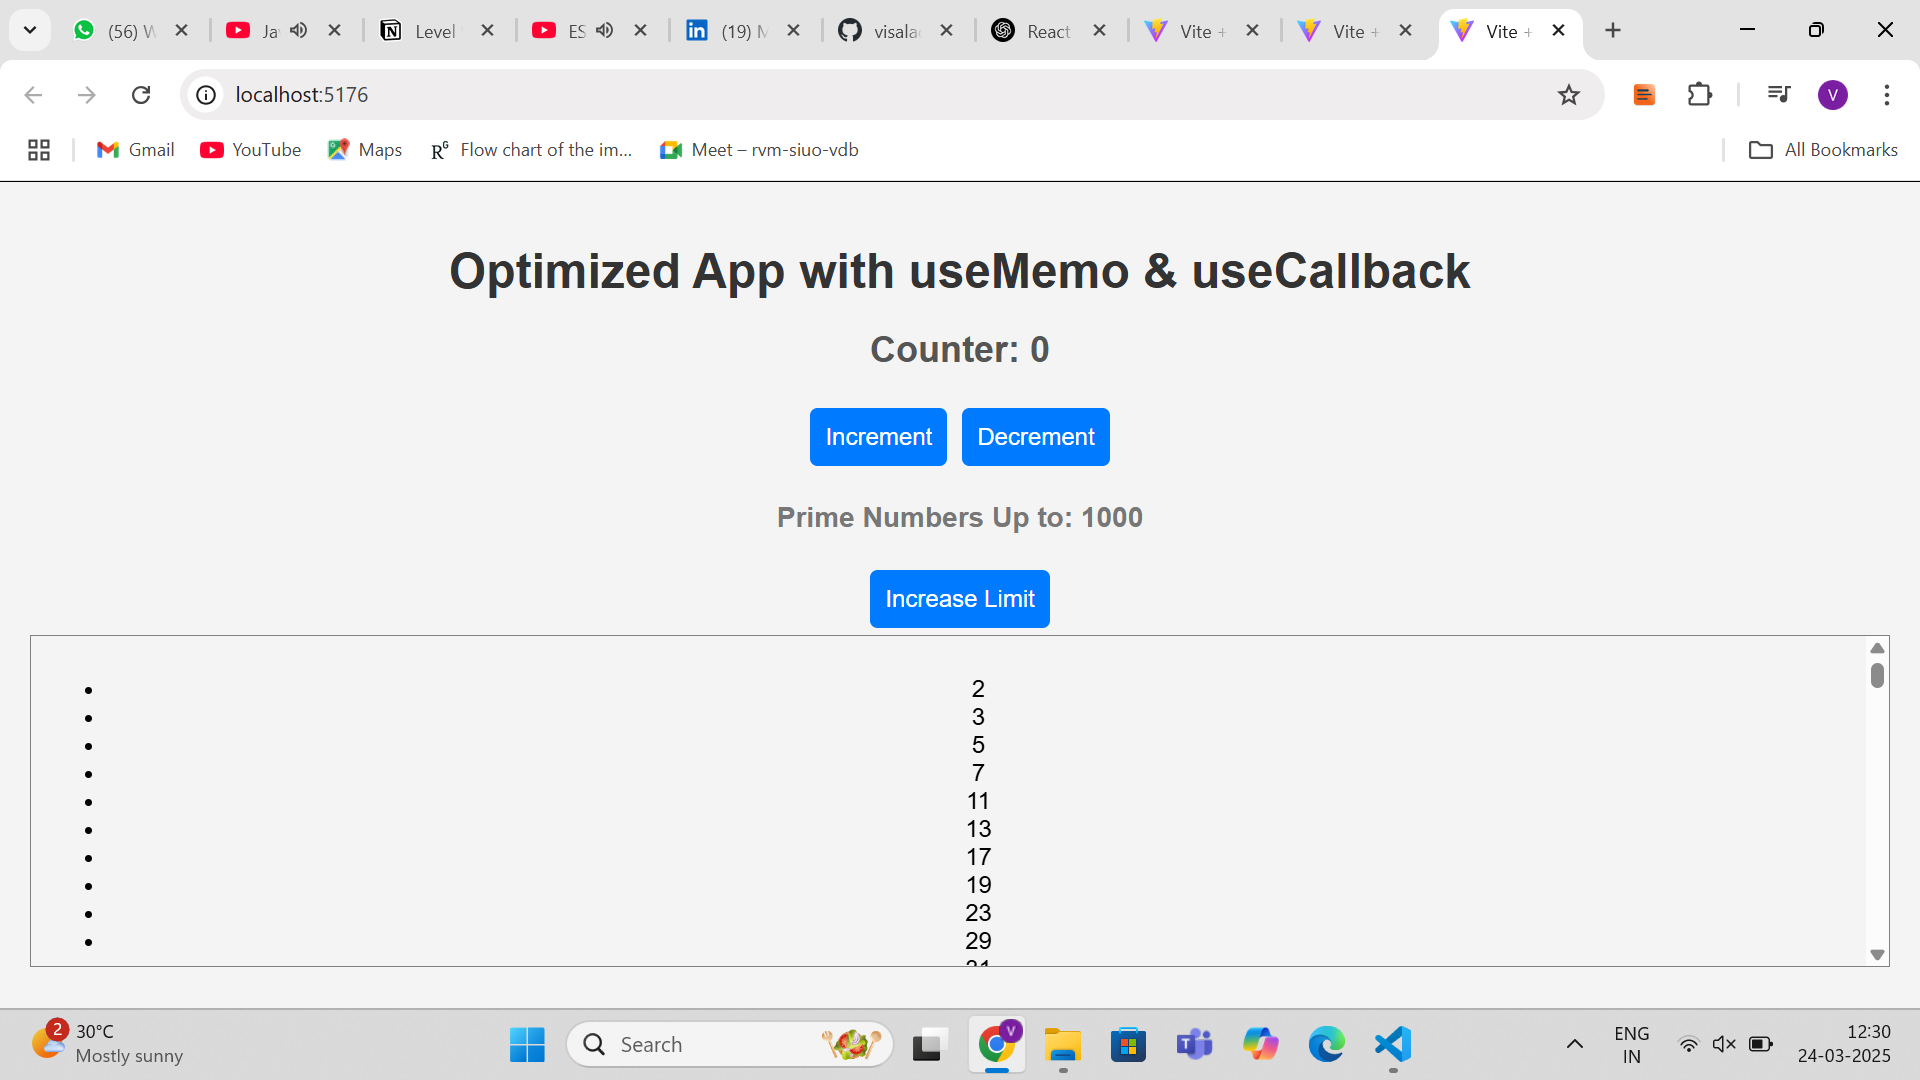 (56) W
Ja
Level
ES
(19) M
visala
React
Vite +
Vite +
Vite +
localhost:5176
V
Gmail
YouTube
Maps
Flow chart of the im...
Meet – rvm-siuo-vdb
All Bookmarks
Optimized App with useMemo & useCallback
Counter: 0
Increment
Decrement
Prime Numbers Up to: 1000
Increase Limit
2
3
5
7
11
13
17
19
23
29
31
2
30°C
Mostly sunny
Search
V
ENG
IN
12:30
24-03-2025